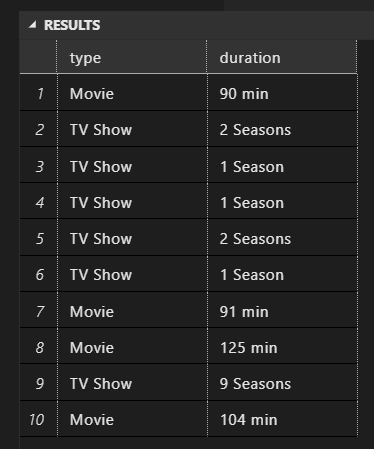 RESULTS
type duration
1 Movie 90 min
2 TV Show 2 Seasons
3 TV Show 1 Season
4 TV Show 1 Season
5 TV Show 2 Seasons
6 TV Show 1 Season
7 Movie 91 min
8 Movie 125 min
9 TV Show 9 Seasons
10 Movie 104 min